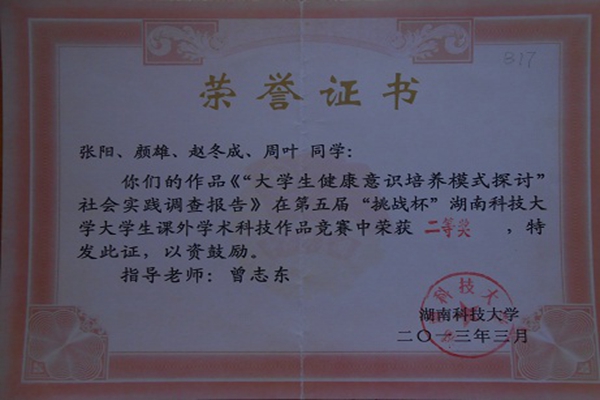 B17
荣誉证书
张阳、颜雄、赵冬成、周叶 同学:
你们的作品《“大学生健康意识培养模式探讨”
社会实践调查报告》在第五届“挑战杯”湖南科技大
学大学生课外学术科技作品竞赛中荣获 二等奖 ,特
发此证,以资鼓励。
指导老师:曾志东
科技大
湖南科技大学
二〇一三年三月